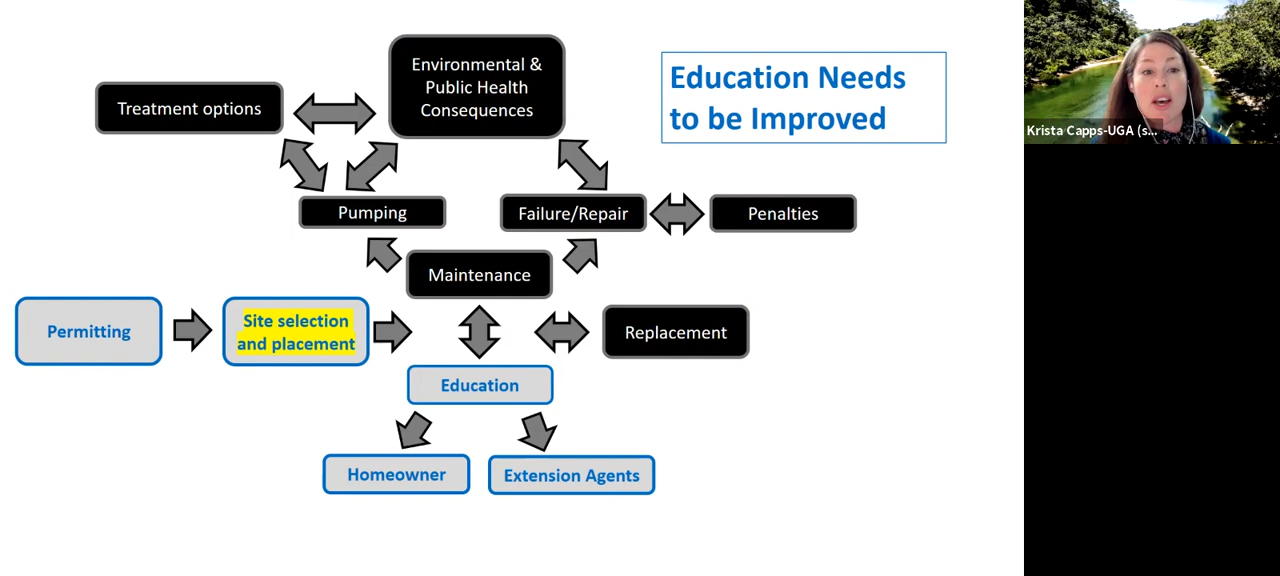 Education Needs
to be Improved
Environmental &
Public Health
Consequences
Treatment options
Pumping
Failure/Repair
Penalties
Maintenance
Permitting
Site selection
and placement
Replacement
Education
Homeowner
Extension Agents
Krista Capps-UGA (s...